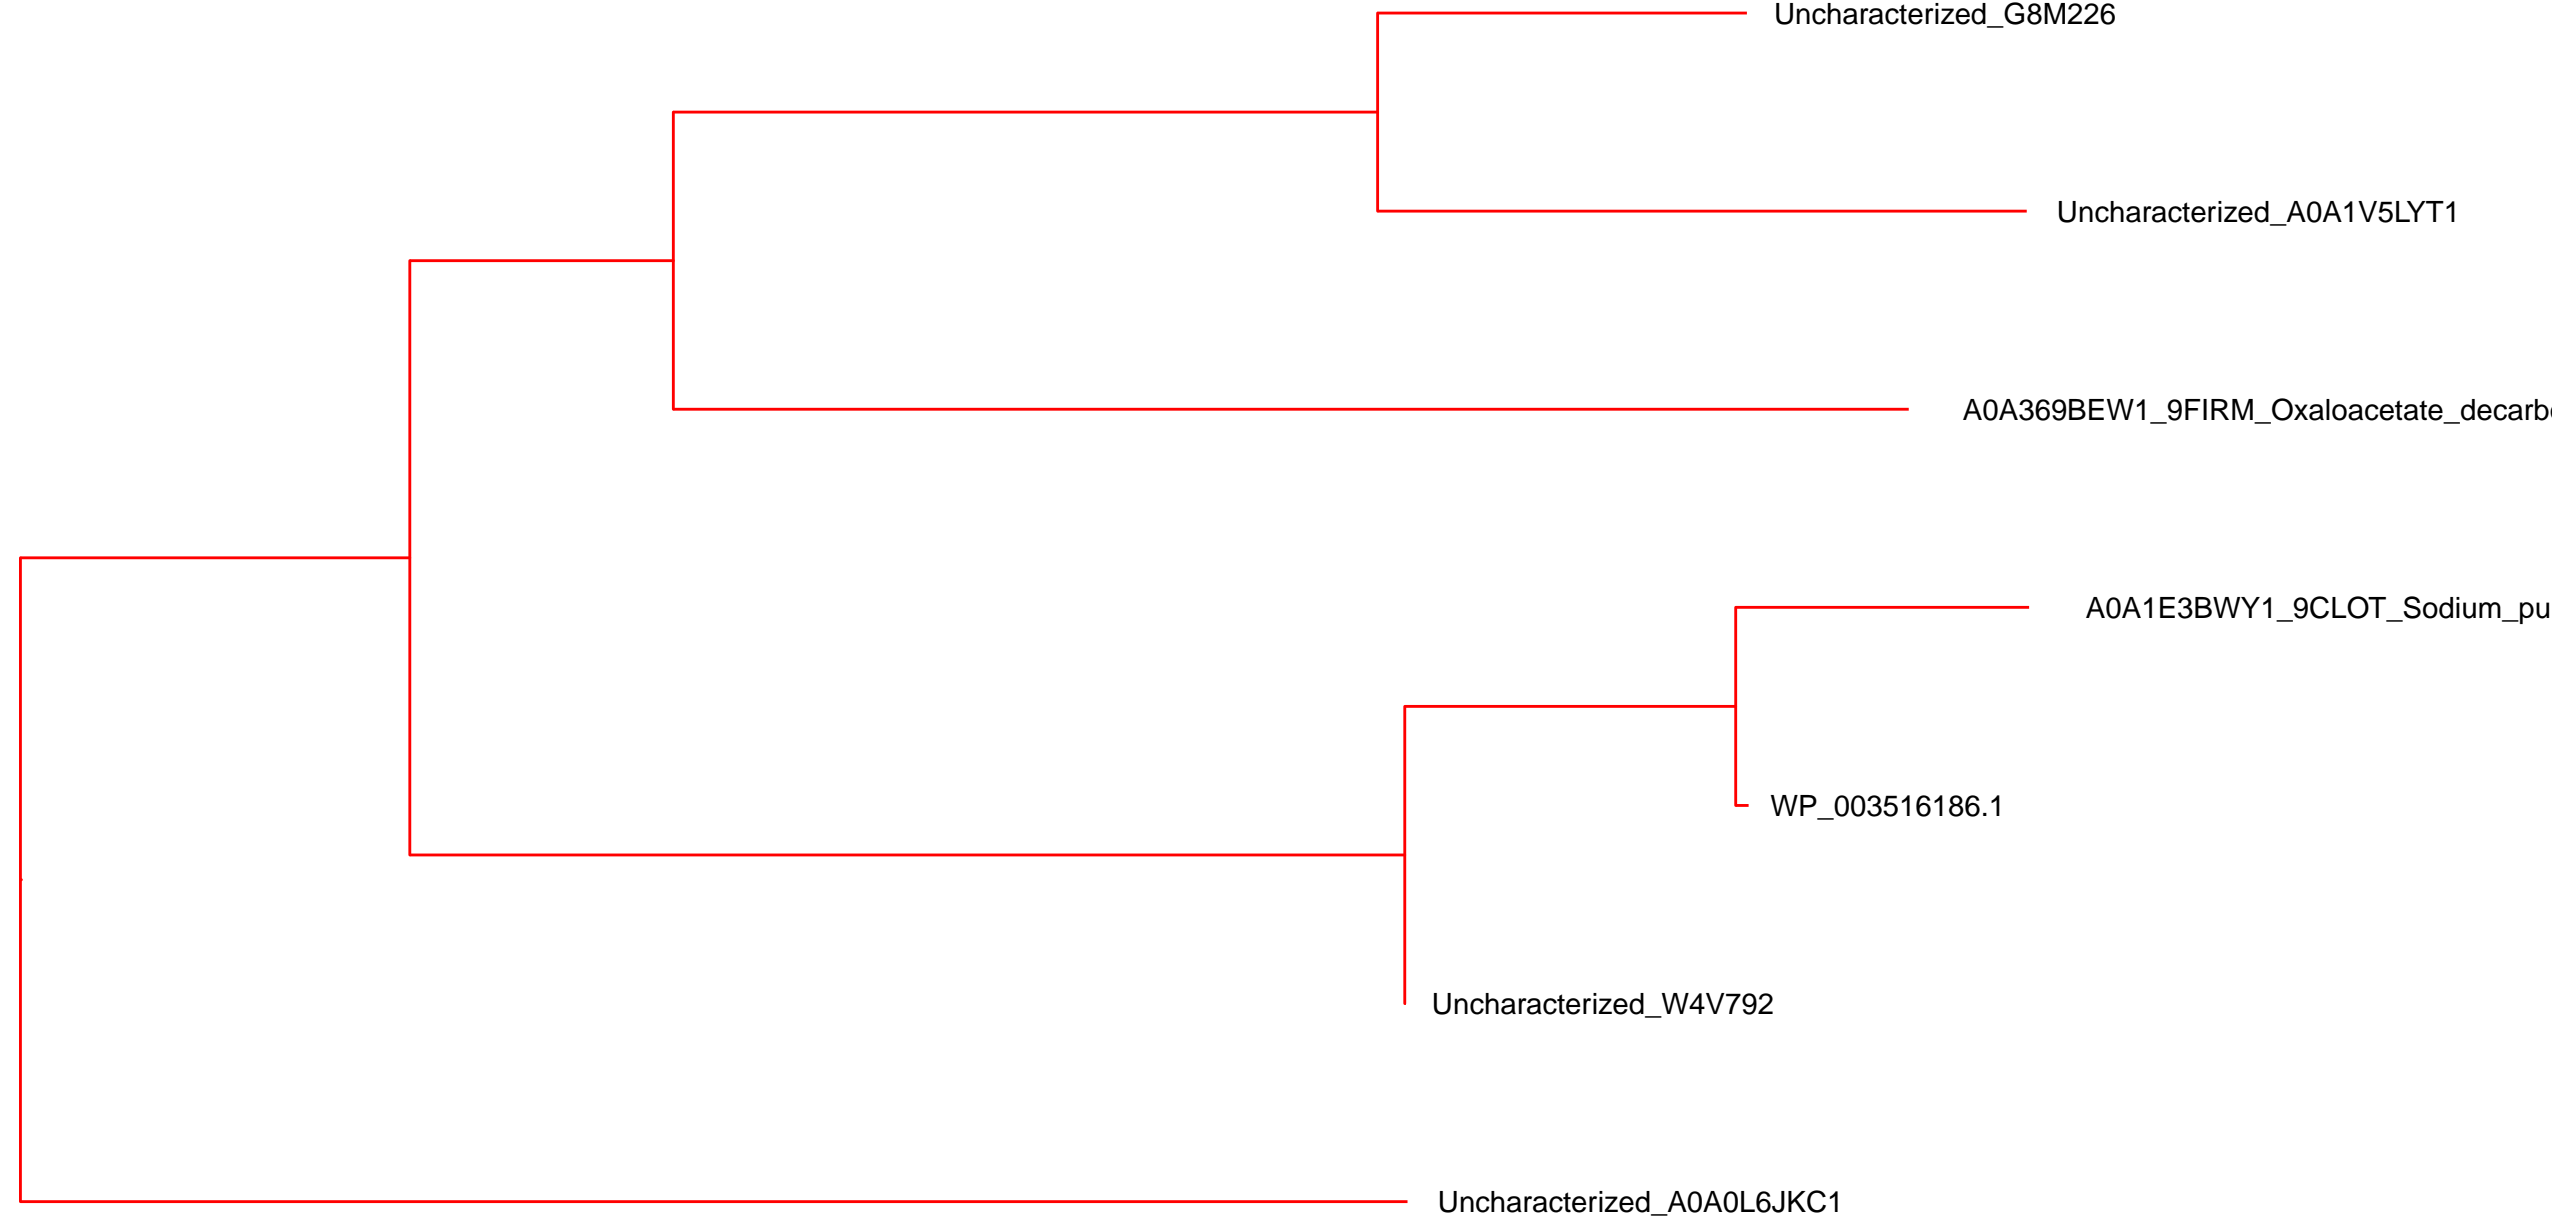 Uncharacterized_G8M226
Uncharacterized_A0A1V5LYT1
A0A369BEW1_9FIRM_Oxaloacetate_decarb
A0A1E3BWY1_9CLOT_Sodium_pu
WP_003516186.1
Uncharacterized_W4V792
Uncharacterized_A0A0L6JKC1